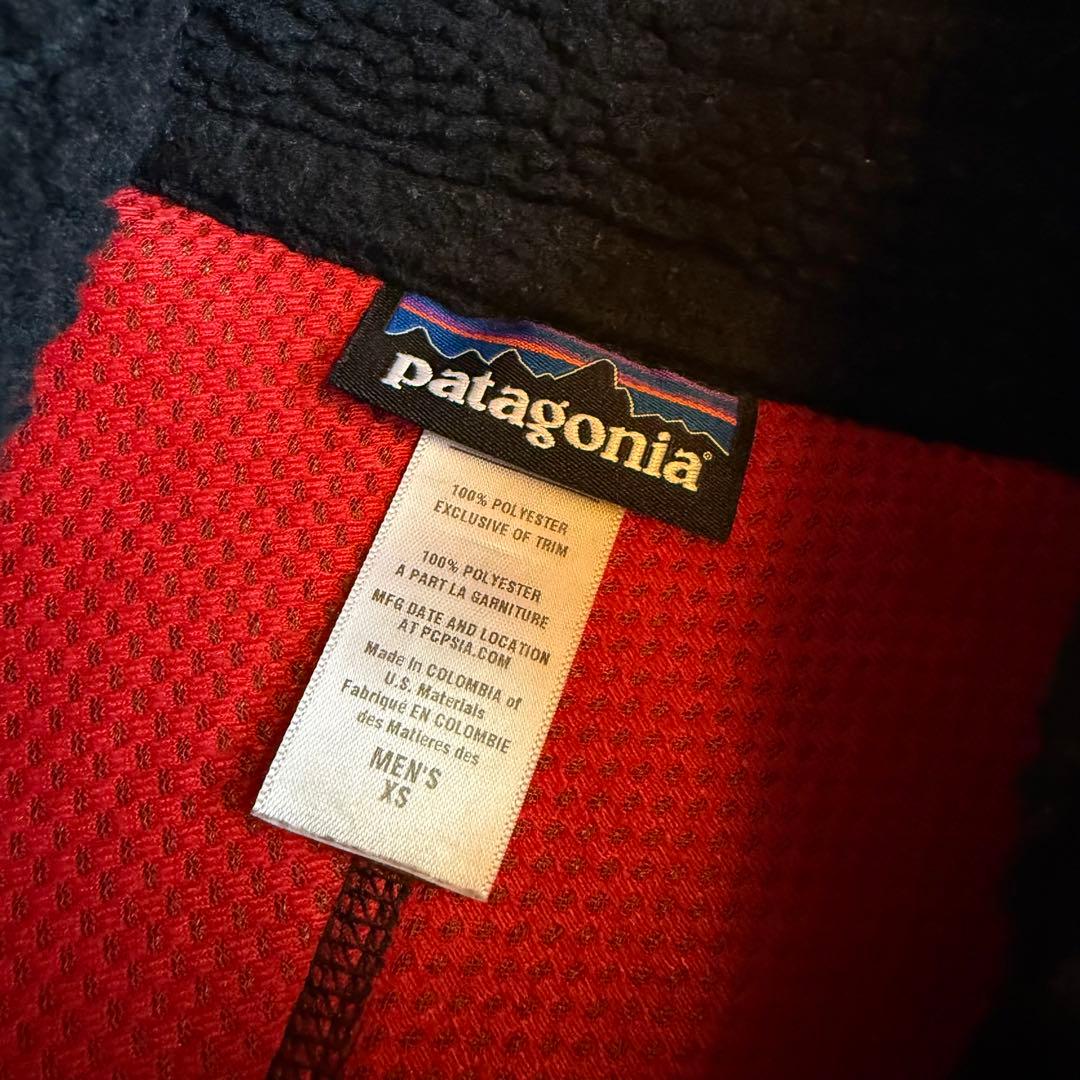 patagonia®
100% POLYESTER
EXCLUSIVE OF TRIM
100% POLYESTER
A PART LA GARNITURE
MFG DATE AND LOCATION
AT PCPSIA.COM
Made in COLOMBIA of
U.S. Materials
Fabriqué EN COLOMBIE
des Matieres des
MEN'S
XS